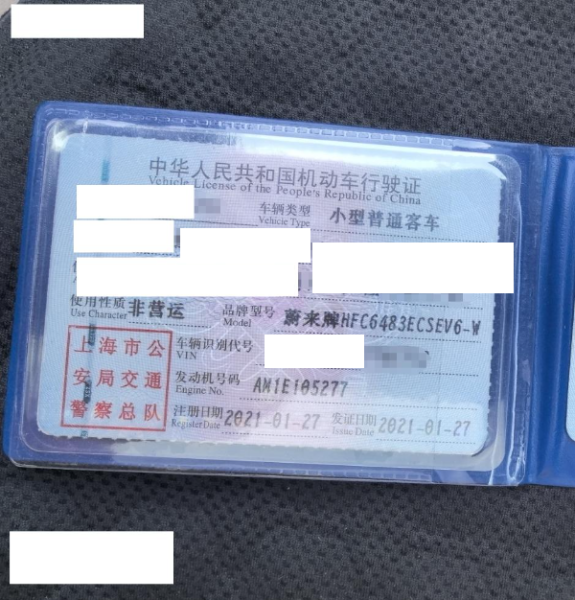 中华人民共和国机动车行驶证
Vehicle License of the People's Republic of China
车辆类型 小型普通客车
Vehicle Type
使用性质 非营运 品牌型号 蔚来牌HFC6483ECSEV6-W
Use Character Model
上海市公 车辆识别代号
VIN
安局交通 发动机号码 AM1E105277
Engine No.
警察总队 注册日期 2021-01-27 发证日期 2021-01-27
Register Date Issue Date